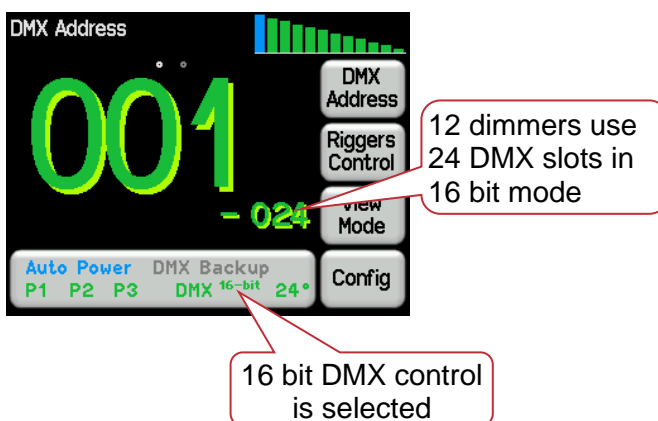 DMX Address
001
- 024
DMX
Address
Riggers
Control
View
Mode
Config
Auto Power DMX Backup
P1 P2 P3 DMX 16-bit 24°
12 dimmers use
24 DMX slots in
16 bit mode
16 bit DMX control
is selected